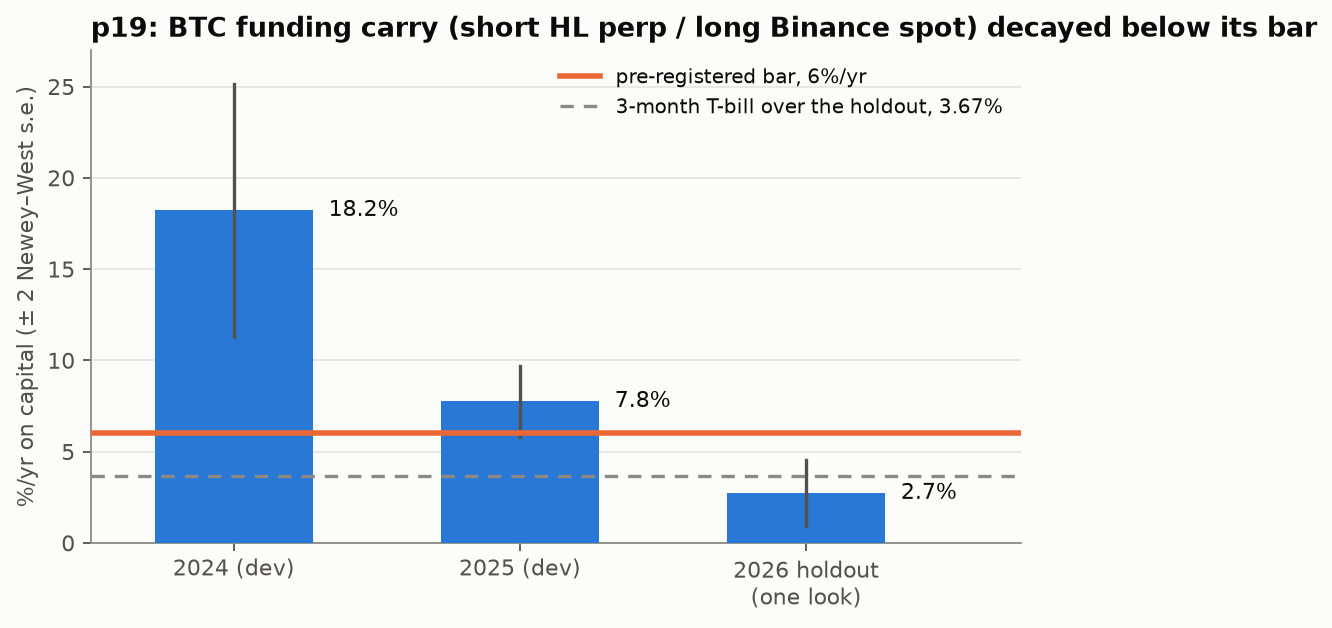 p19: BTC funding carry (short HL perp / long Binance spot) decayed below its bar
pre-registered bar, 6%/yr
3-month T-bill over the holdout, 3.67%
%/yr on capital (± 2 Newey–West s.e.)
25
20
15
10
5
0
18.2%
7.8%
2.7%
2024 (dev)
2025 (dev)
2026 holdout
(one look)